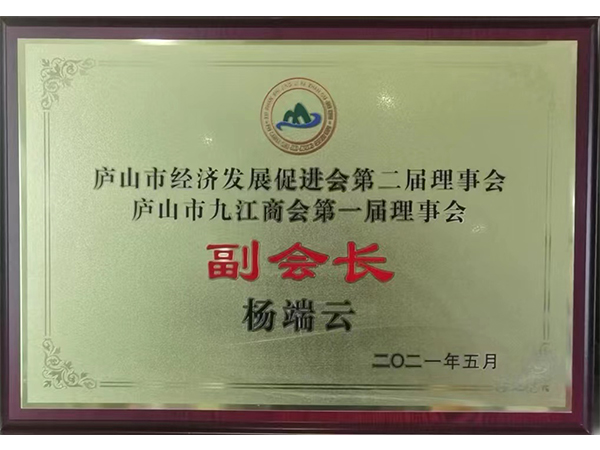 庐山市经济发展促进会第二届理事会
庐山市九江商会第一届理事会
副会长
杨端云
二〇二一年五月